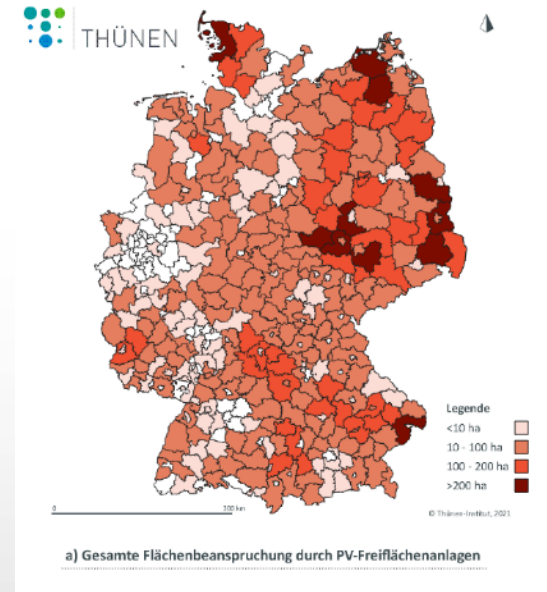 THÜNEN
Legende
<10 ha
10 - 100 ha
100 - 200 ha
>200 ha
0 100 km
© Thünen-Institut, 2021
a) Gesamte Flächenbeanspruchung durch PV-Freiflächenanlagen